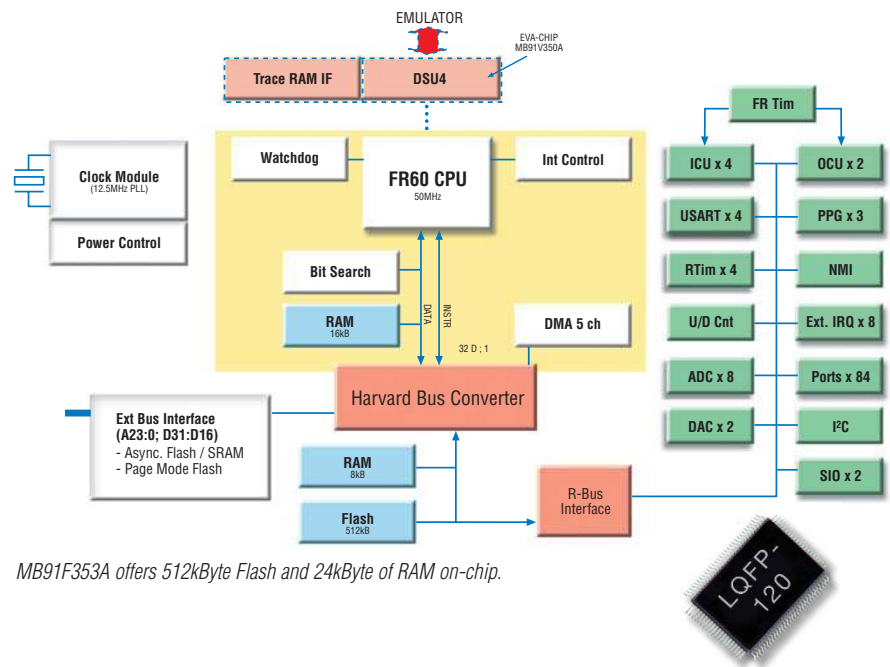 EMULATOR
EVA-CHIP
MB91V350A
Trace RAM IF
DSU4
FR Tim
Clock Module
(12.5MHz PLL)
Power Control
Watchdog
FR60 CPU
50MHz
Int Control
ICU x 4
OCU x 2
USART x 4
PPG x 3
Bit Search
RTim x 4
NMI
RAM
16kB
DATA
INSTR
DMA 5 ch
32 D ; 1
U/D Cnt
Ext. IRQ x 8
Harvard Bus Converter
ADC x 8
Ports x 84
Ext Bus Interface
(A23:0; D31:D16)
- Async. Flash / SRAM
- Page Mode Flash
DAC x 2
I²C
RAM
8kB
SIO x 2
Flash
512kB
R-Bus
Interface
MB91F353A offers 512kByte Flash and 24kByte of RAM on-chip.
LQFP-
120